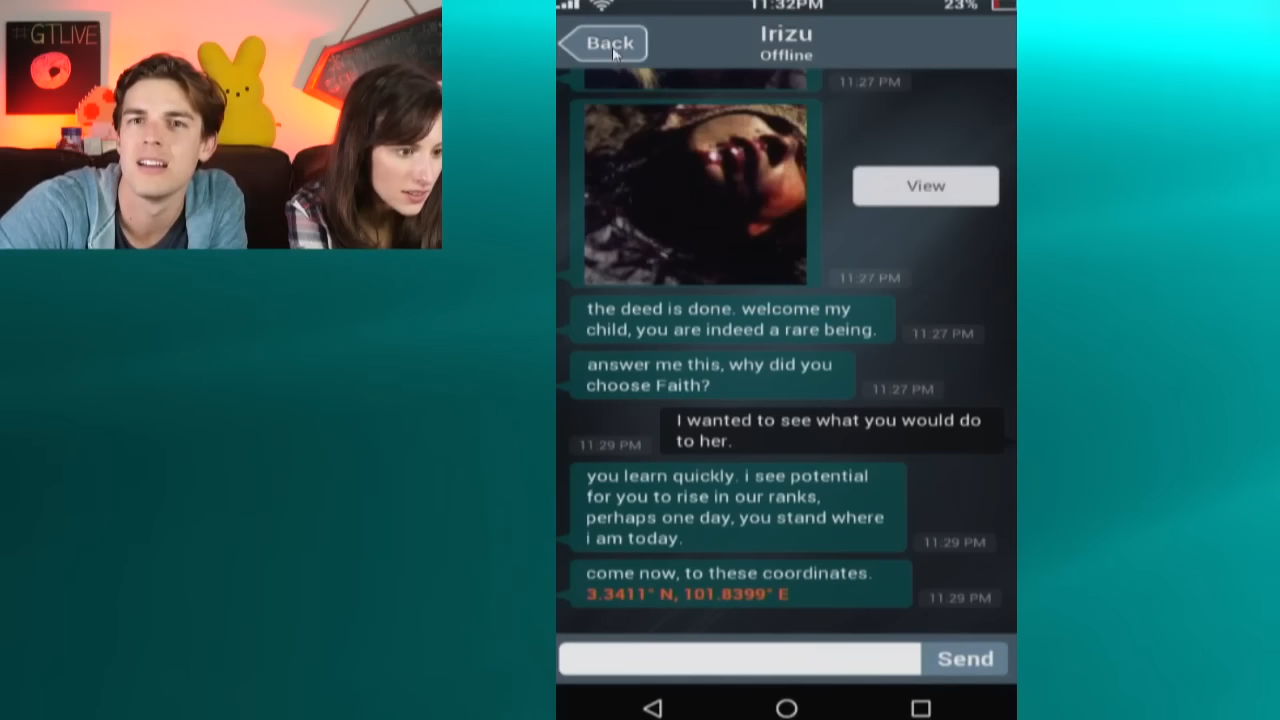 #GTLIVE
11:32PM
23%
Back
Irizu
Offline
11:27 PM
View
11:27 PM
the deed is done. welcome my
child, you are indeed a rare being.
11:27 PM
answer me this, why did you
choose Faith?
11:27 PM
I wanted to see what you would do
to her.
11:29 PM
you learn quickly. i see potential
for you to rise in our ranks,
perhaps one day, you stand where
i am today.
11:29 PM
come now, to these coordinates.
3.3411° N, 101.8399° E
11:29 PM
Send